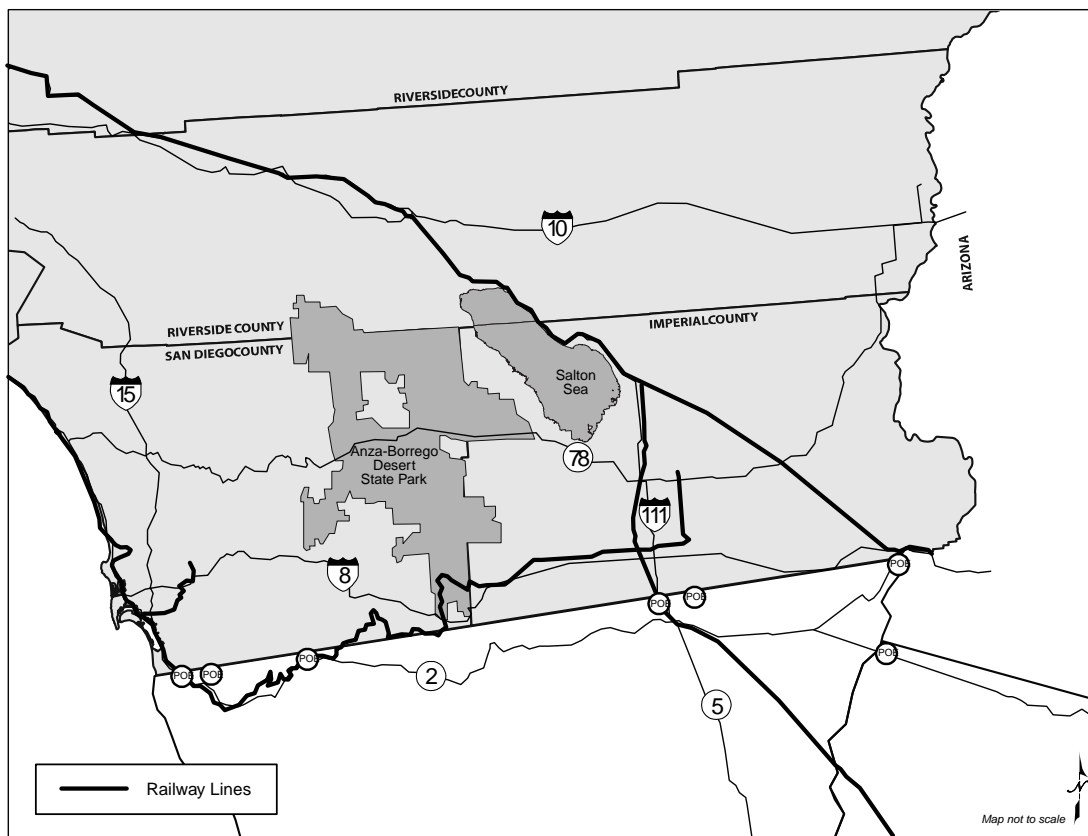 RIVERSIDECOUNTY
10
ARIZONA
RIVERSIDE COUNTY
IMPERIALCOUNTY
SAN DIEGOCOUNTY
Salton
Sea
15
78
Anza-Borrego
Desert
State Park
111
8
POE
POE
POE
POE
POE
POE
POE
2
5
Railway Lines
N
Map not to scale